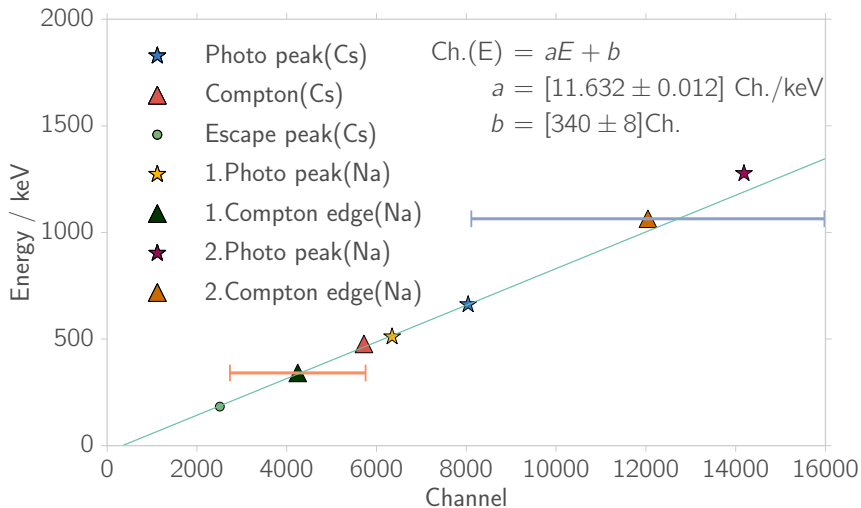 2000
1500
1000
500
0
Energy / keV
Photo peak(Cs)
Compton(Cs)
Escape peak(Cs)
1.Photo peak(Na)
1.Compton edge(Na)
2.Photo peak(Na)
2.Compton edge(Na)
Ch.(E) = aE + b
a = [11.632 ± 0.012] Ch./keV
b = [340 ± 8]Ch.
0 2000 4000 6000 8000 10000 12000 14000 16000
Channel